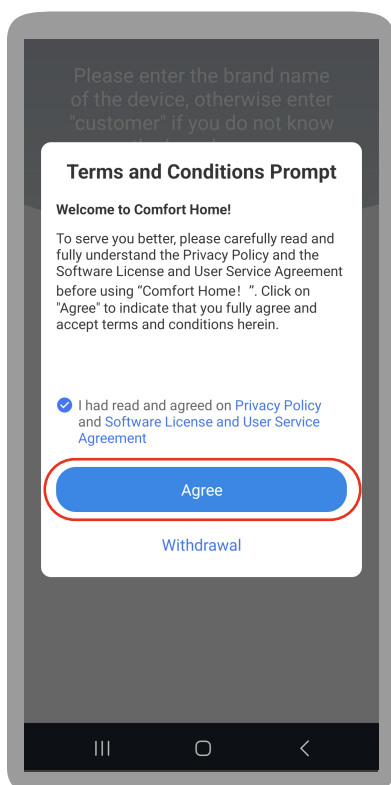 Please enter the brand name
of the device, otherwise enter
"customer" if you do not know
Terms and Conditions Prompt
Welcome to Comfort Home!
To serve you better, please carefully read and
fully understand the Privacy Policy and the
Software License and User Service Agreement
before using “Comfort Home！”. Click on
"Agree" to indicate that you fully agree and
accept terms and conditions herein.
I had read and agreed on Privacy Policy
and Software License and User Service
Agreement
Agree
Withdrawal